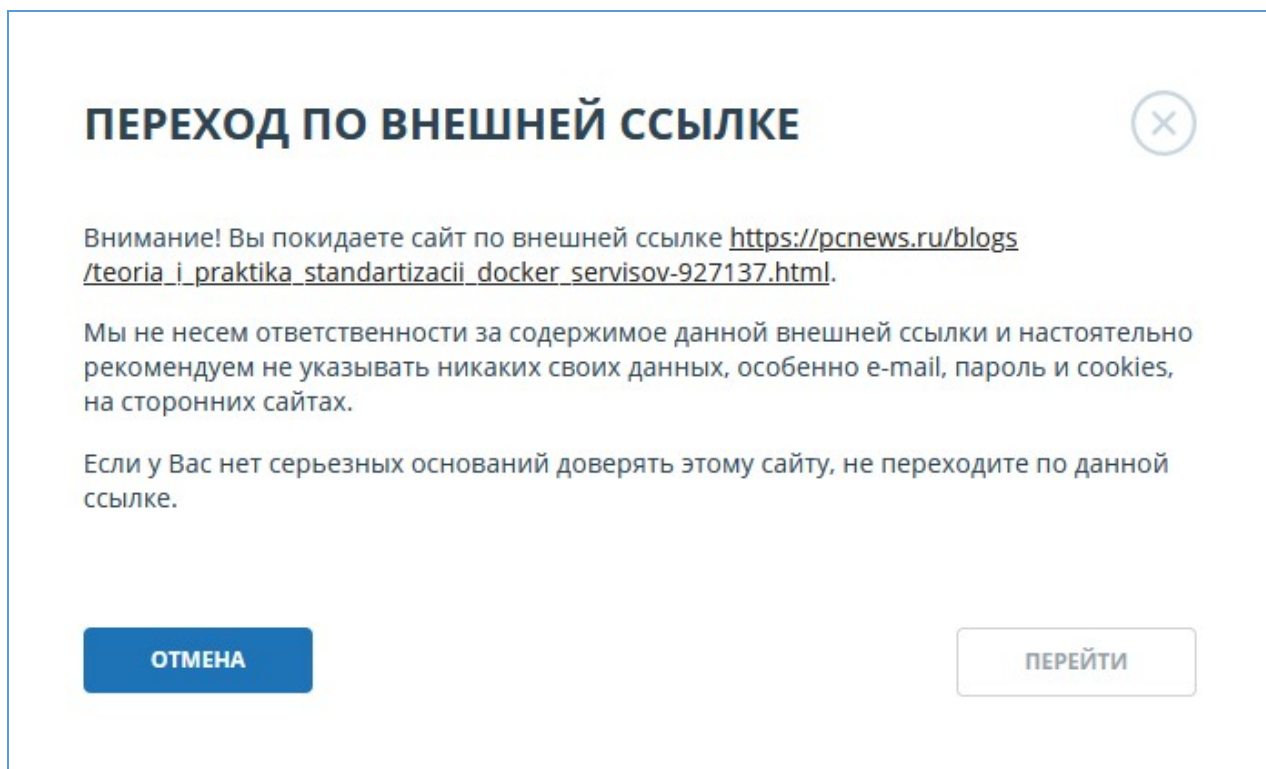 ПЕРЕХОД ПО ВНЕШНЕЙ ССЫЛКЕ
Внимание! Вы покидаете сайт по внешней ссылке https://pcnews.ru/blogs
/teoria_i_praktika_standartizacii_docker_servisov-927137.html.
Мы не несем ответственности за содержимое данной внешней ссылки и настоятельно
рекомендуем не указывать никаких своих данных, особенно e-mail, пароль и cookies,
на сторонних сайтах.
Если у Вас нет серьезных оснований доверять этому сайту, не переходите по данной
ссылке.
ОТМЕНА
ПЕРЕЙТИ